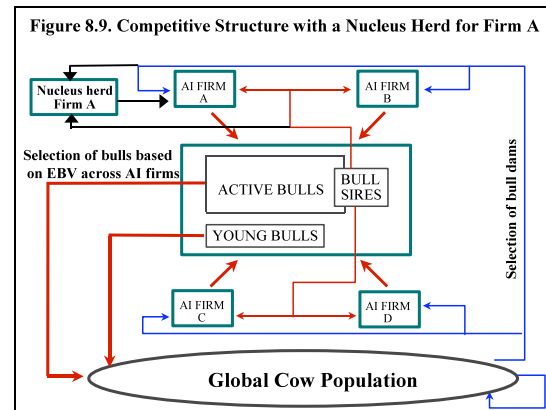 Figure 8.9. Competitive Structure with a Nucleus Herd for Firm A
Nucleus herd
Firm A
AI FIRM
A
AI FIRM
B
Selection of bulls based
on EBV across AI firms
ACTIVE BULLS
BULL
SIRES
YOUNG BULLS
Selection of bull dams
AI FIRM
C
AI FIRM
D
Global Cow Population